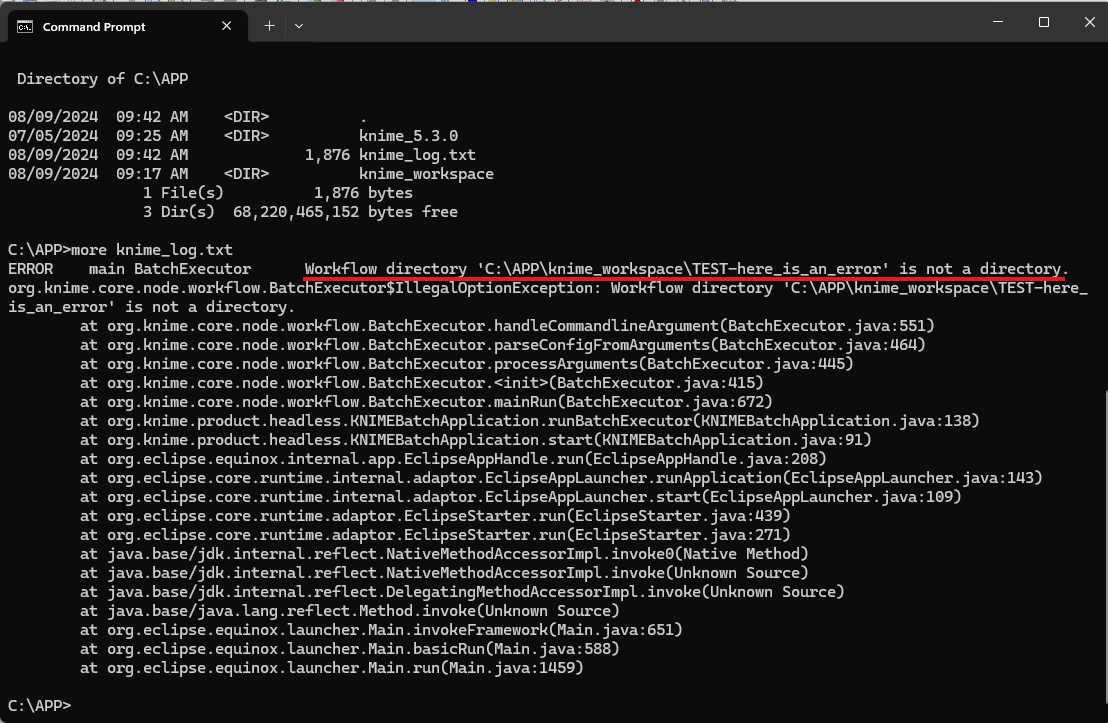 Command Prompt
Directory of C:\APP
08/09/2024  09:42 AM    <DIR>          .
07/05/2024  09:25 AM    <DIR>          knime_5.3.0
08/09/2024  09:42 AM             1,876 knime_log.txt
08/09/2024  09:17 AM    <DIR>          knime_workspace
1 File(s)          1,876 bytes
3 Dir(s)  68,220,465,152 bytes free
C:\APP>more knime_log.txt
ERROR    main BatchExecutor      Workflow directory 'C:\APP\knime_workspace\TEST-here_is_an_error' is not a directory.
org.knime.core.node.workflow.BatchExecutor$IllegalOptionException: Workflow directory 'C:\APP\knime_workspace\TEST-here_
is_an_error' is not a directory.
at org.knime.core.node.workflow.BatchExecutor.handleCommandlineArgument(BatchExecutor.java:551)
at org.knime.core.node.workflow.BatchExecutor.parseConfigFromArguments(BatchExecutor.java:464)
at org.knime.core.node.workflow.BatchExecutor.processArguments(BatchExecutor.java:445)
at org.knime.core.node.workflow.BatchExecutor.<init>(BatchExecutor.java:415)
at org.knime.core.node.workflow.BatchExecutor.mainRun(BatchExecutor.java:672)
at org.knime.product.headless.KNIMEBatchApplication.runBatchExecutor(KNIMEBatchApplication.java:138)
at org.knime.product.headless.KNIMEBatchApplication.start(KNIMEBatchApplication.java:91)
at org.eclipse.equinox.internal.app.EclipseAppHandle.run(EclipseAppHandle.java:208)
at org.eclipse.core.runtime.internal.adaptor.EclipseAppLauncher.runApplication(EclipseAppLauncher.java:143)
at org.eclipse.core.runtime.internal.adaptor.EclipseAppLauncher.start(EclipseAppLauncher.java:109)
at org.eclipse.core.runtime.adaptor.EclipseStarter.run(EclipseStarter.java:439)
at org.eclipse.core.runtime.adaptor.EclipseStarter.run(EclipseStarter.java:271)
at java.base/jdk.internal.reflect.NativeMethodAccessorImpl.invoke0(Native Method)
at java.base/jdk.internal.reflect.NativeMethodAccessorImpl.invoke(Unknown Source)
at java.base/jdk.internal.reflect.DelegatingMethodAccessorImpl.invoke(Unknown Source)
at java.base/java.lang.reflect.Method.invoke(Unknown Source)
at org.eclipse.equinox.launcher.Main.invokeFramework(Main.java:651)
at org.eclipse.equinox.launcher.Main.basicRun(Main.java:588)
at org.eclipse.equinox.launcher.Main.run(Main.java:1459)
C:\APP>